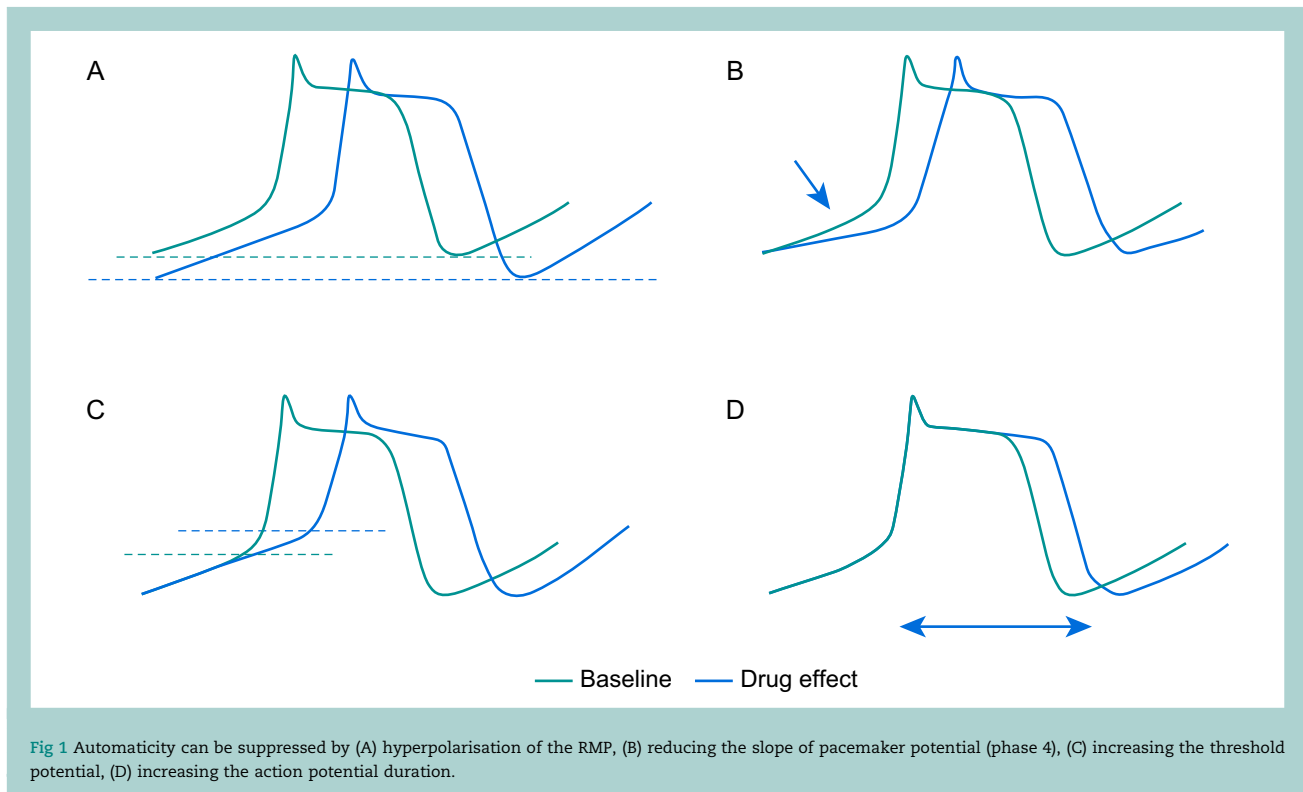 A
B
C
D
Baseline Drug effect
Fig 1 Automaticity can be suppressed by (A) hyperpolarisation of the RMP, (B) reducing the slope of pacemaker potential (phase 4), (C) increasing the threshold
potential, (D) increasing the action potential duration.